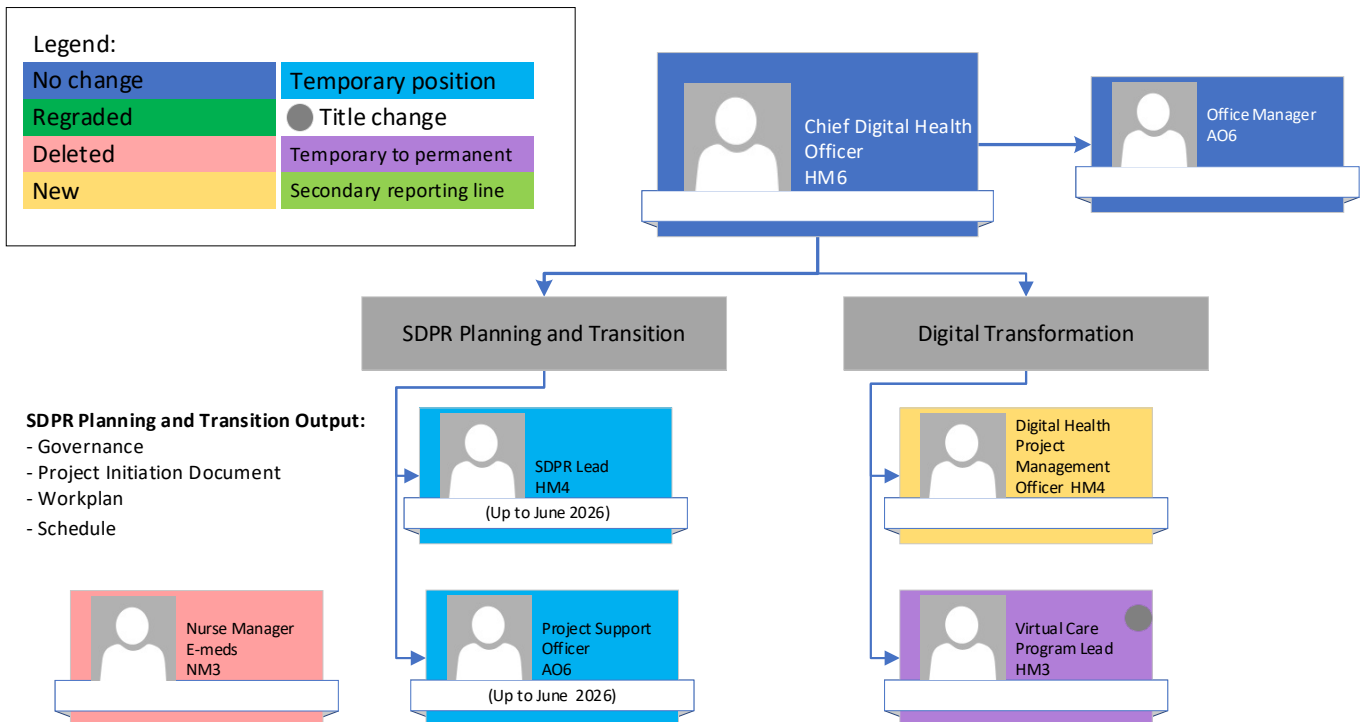 Legend:
No change
Temporary position
Regraded
Title change
Deleted
Temporary to permanent
New
Secondary reporting line
Chief Digital Health
Officer
HM6
Office Manager
AO6
SDPR Planning and Transition
Digital Transformation
SDPR Planning and Transition Output:
- Governance
- Project Initiation Document
- Workplan
- Schedule
SDPR Lead
HM4
(Up to June 2026)
Digital Health
Project
Management
Officer HM4
Nurse Manager
E-meds
NM3
Project Support
Officer
AO6
(Up to June 2026)
Virtual Care
Program Lead
HM3